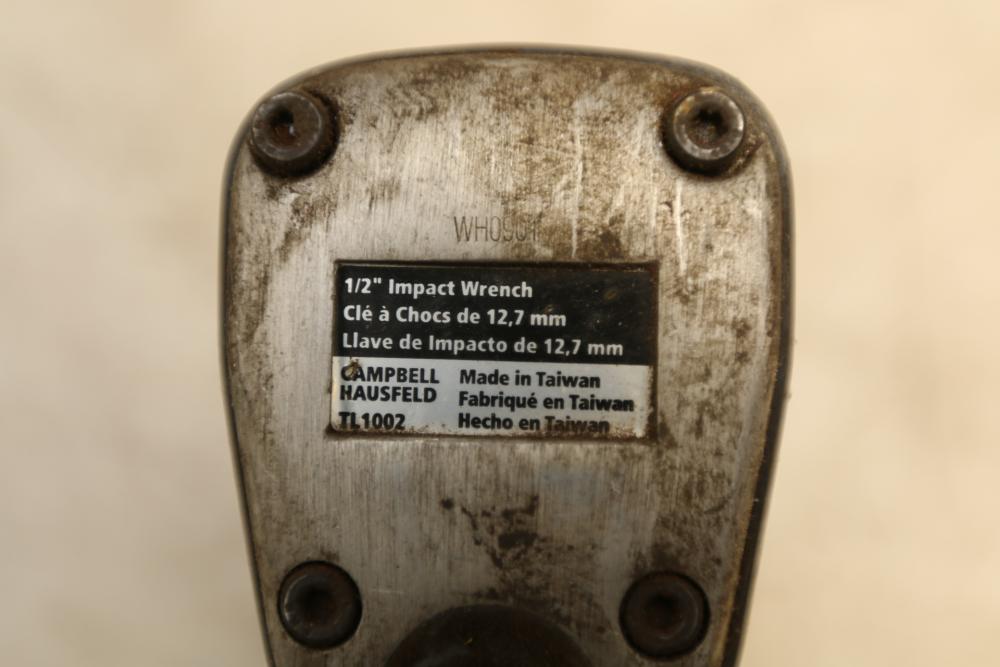 WH0901
1/2" Impact Wrench
Clé à Chocs de 12,7 mm
Llave de Impacto de 12,7 mm
CAMPBELL
HAUSFELD
TL1002
Made in Taiwan
Fabriqué en Taiwan
Hecho en Taiwan